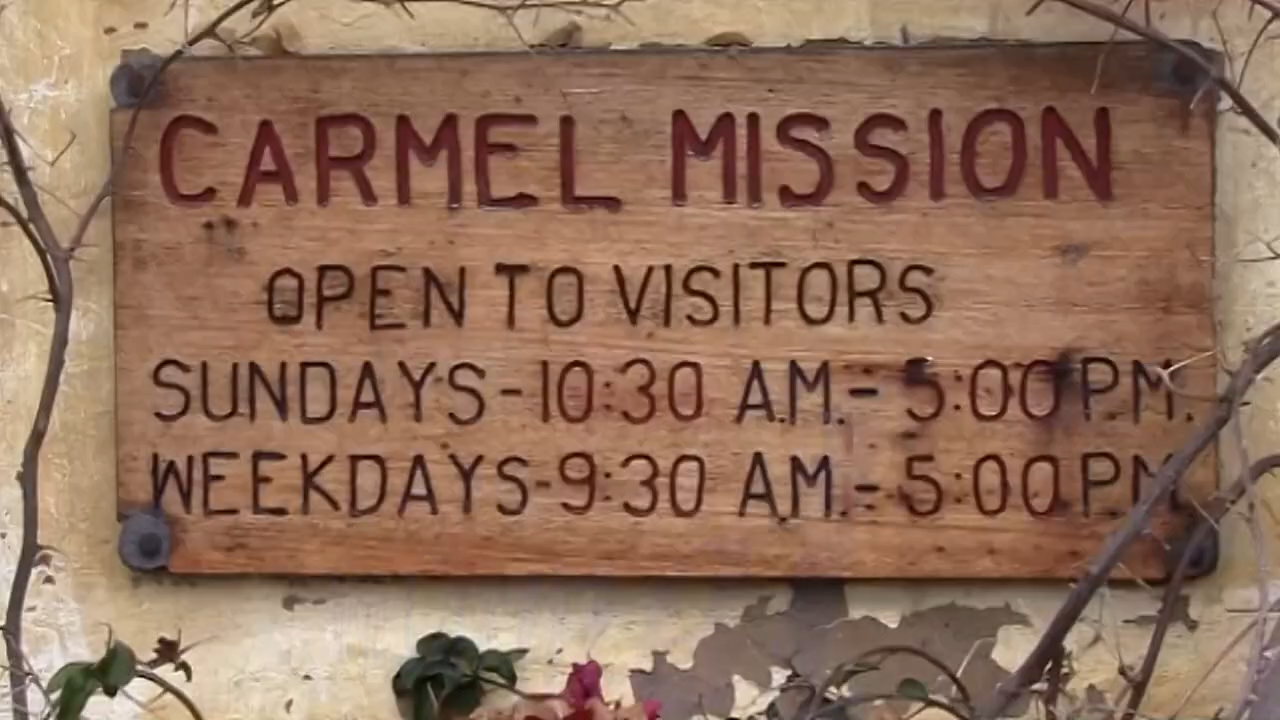 CARMEL MISSION
OPEN TO VISITORS
SUNDAYS-10:30 A.M.- 5:00 P.M.
WEEKDAYS-9:30 A.M.- 5:00 P.M